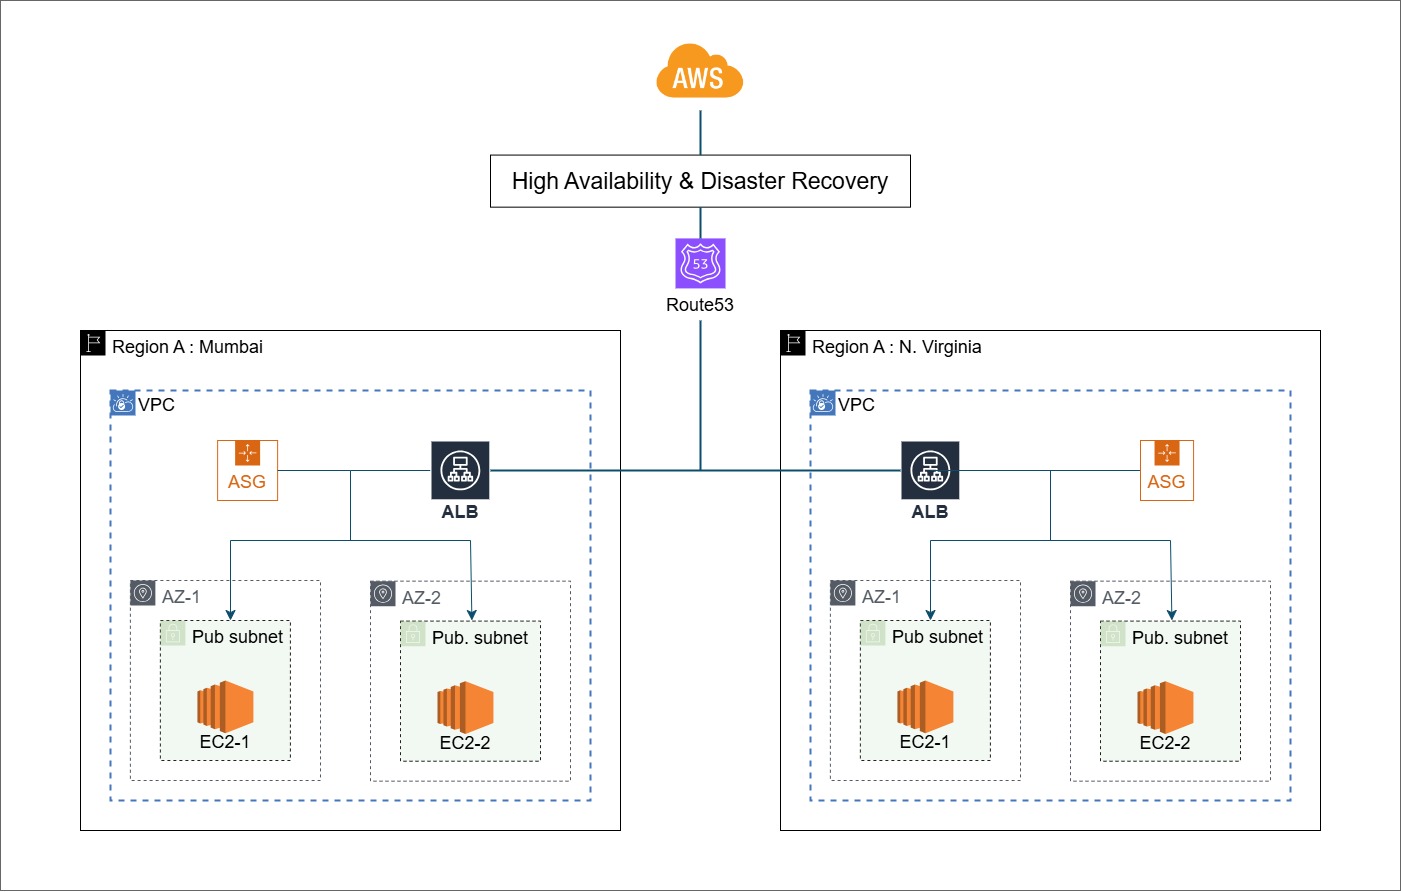 AWS
High Availability & Disaster Recovery
53
Route53
Region A : Mumbai
VPC
ASG
ALB
AZ-1
Pub subnet
EC2-1
AZ-2
Pub. subnet
EC2-2
Region A : N. Virginia
VPC
ALB
ASG
AZ-1
Pub subnet
EC2-1
AZ-2
Pub. subnet
EC2-2